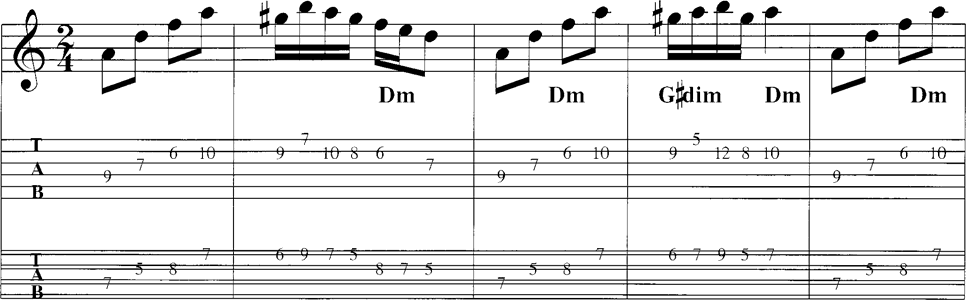 2
4
Dm Dm G#dim Dm Dm
T 7 5
6 10 9 10 8 6 6 10 9 12 8 10 6 10
A 7 7 7 7
9 9 9
B
T 7 6 9 7 5 7 6 7 9 5 7 7
A 5 8 8 7 5 5 8 5 8
B 7 7 7